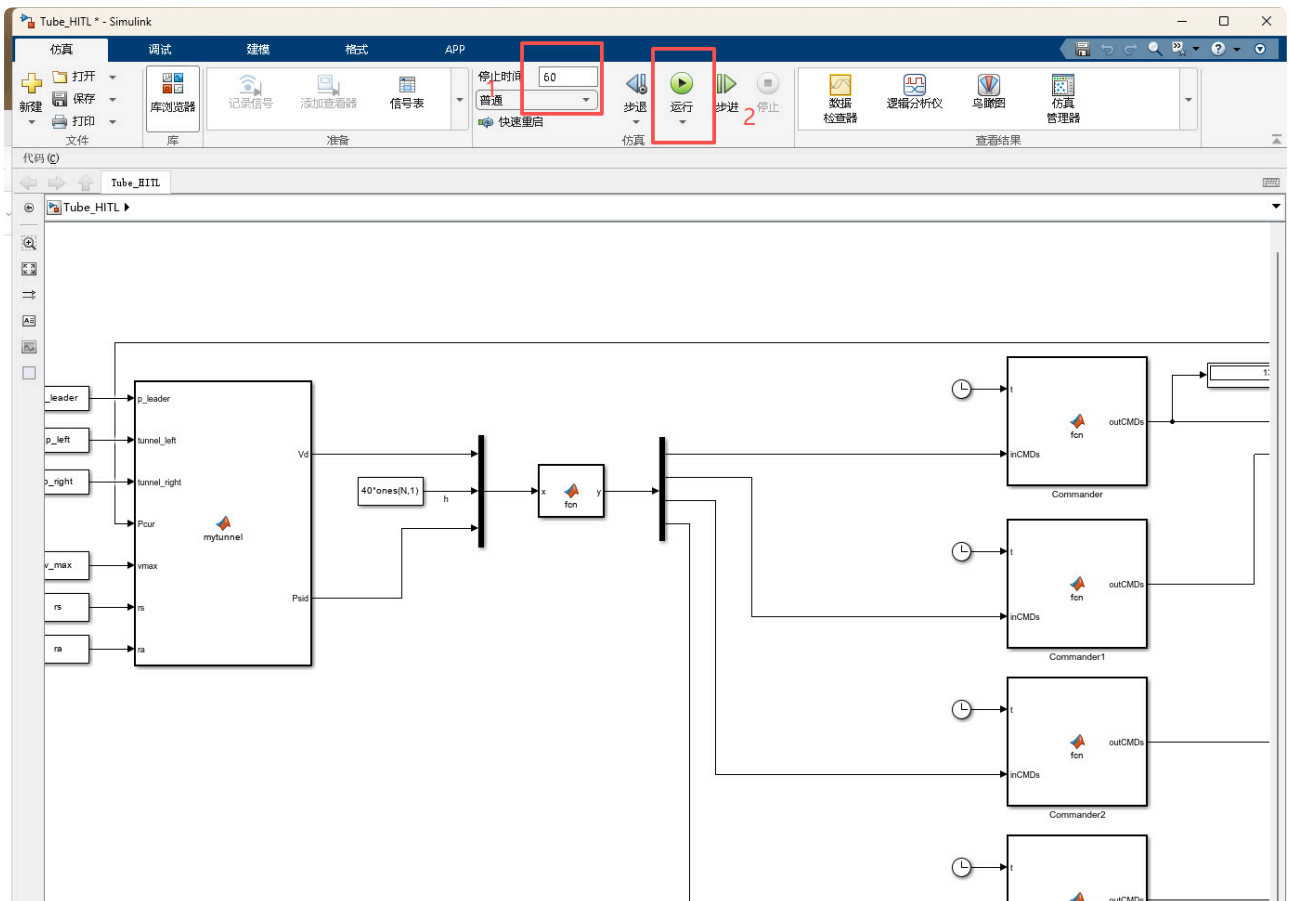 Tube_HITL * - Simulink
仿真 调试 建模 格式 APP
新建
打开
保存
打印
文件
库浏览器
库
记录信号
添加查看器
信号表
准备
停止时间 60
1
普通
快速重启
步退
运行
步进
2
停止
仿真
数据
检查器
逻辑分析仪
鸟瞰图
仿真
管理器
查看结果
代码(C)
Tube_HITL
Tube_HITL
_leader
p_left
p_right
v_max
rs
ra
p_leader
tunnel_left
tunnel_right
Pcur
vmax
rs
ra
mytunnel
Vd
Psid
40*ones(N,1)
h
x
fcn
y
t
inCMDs
fcn
outCMDs
Commander
t
inCMDs
fcn
outCMDs
Commander1
t
inCMDs
fcn
outCMDs
Commander2
t
outCMDs